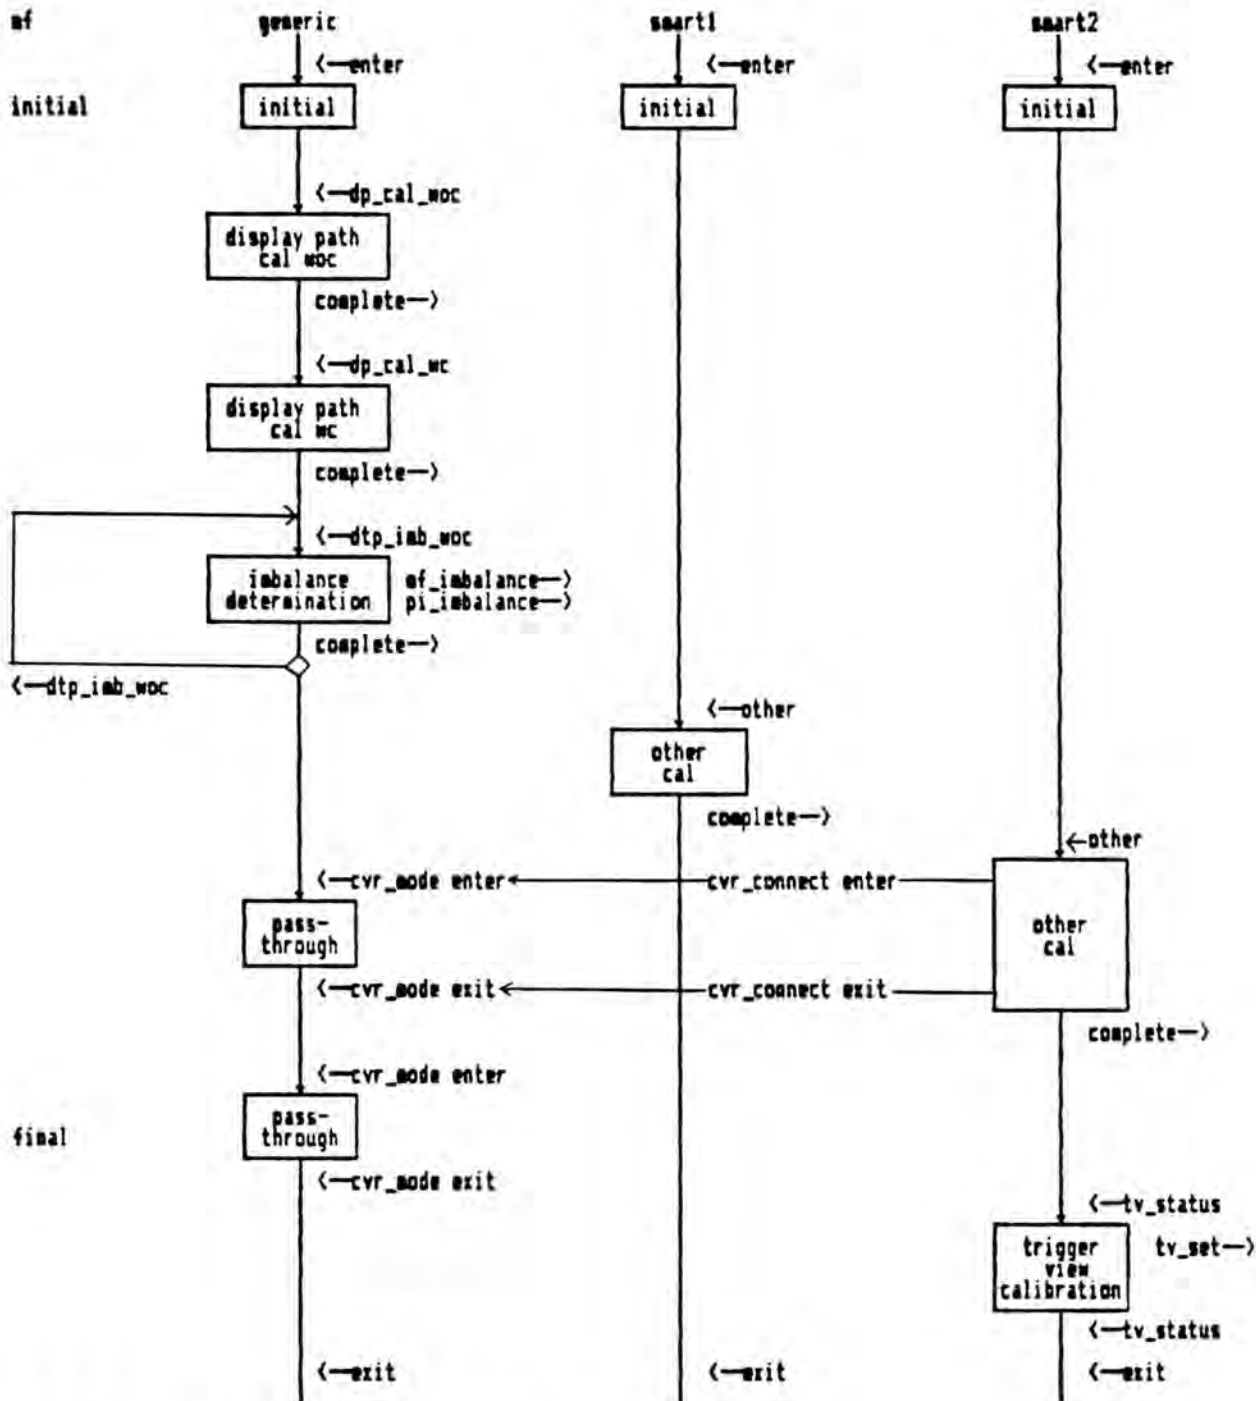 mf generic smart1 smart2
<—enter <—enter <—enter
initial initial initial initial
<—dp_cal_woc
display path
cal woc
complete—>
<—dp_cal_wc
display path
cal wc
complete—>
<—dtp_imb_woc
imbalance mf_imbalance—>
determination pi_imbalance—>
complete—>
<—dtp_imb_woc
<—other
other
cal
complete—>
<—other
<—cvr_mode enter cvr_connect enter
pass-
through
other
cal
<—cvr_mode exit cvr_connect exit
complete—>
<—cvr_mode enter
pass-
through
final
<—cvr_mode exit
<—tv_status
trigger tv_set—>
view
calibration
<—tv_status
<—exit <—exit <—exit